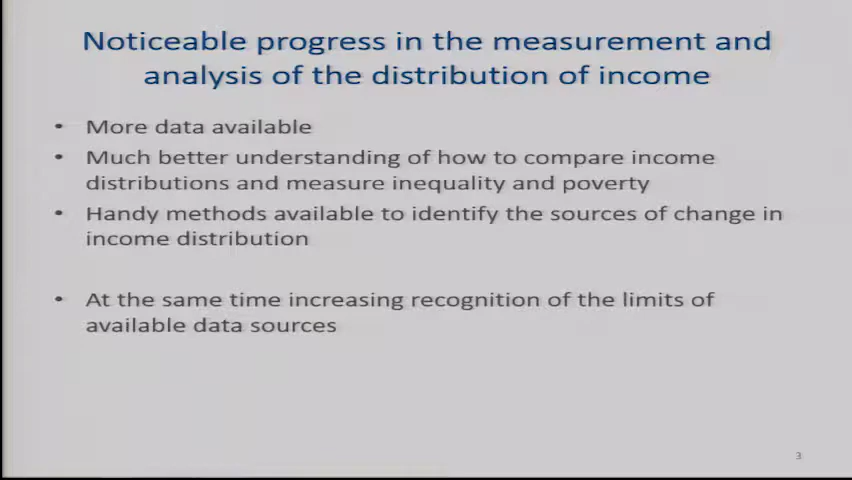 Noticeable progress in the measurement and
analysis of the distribution of income
• More data available
• Much better understanding of how to compare income
distributions and measure inequality and poverty
• Handy methods available to identify the sources of change in
income distribution
• At the same time increasing recognition of the limits of
available data sources
3